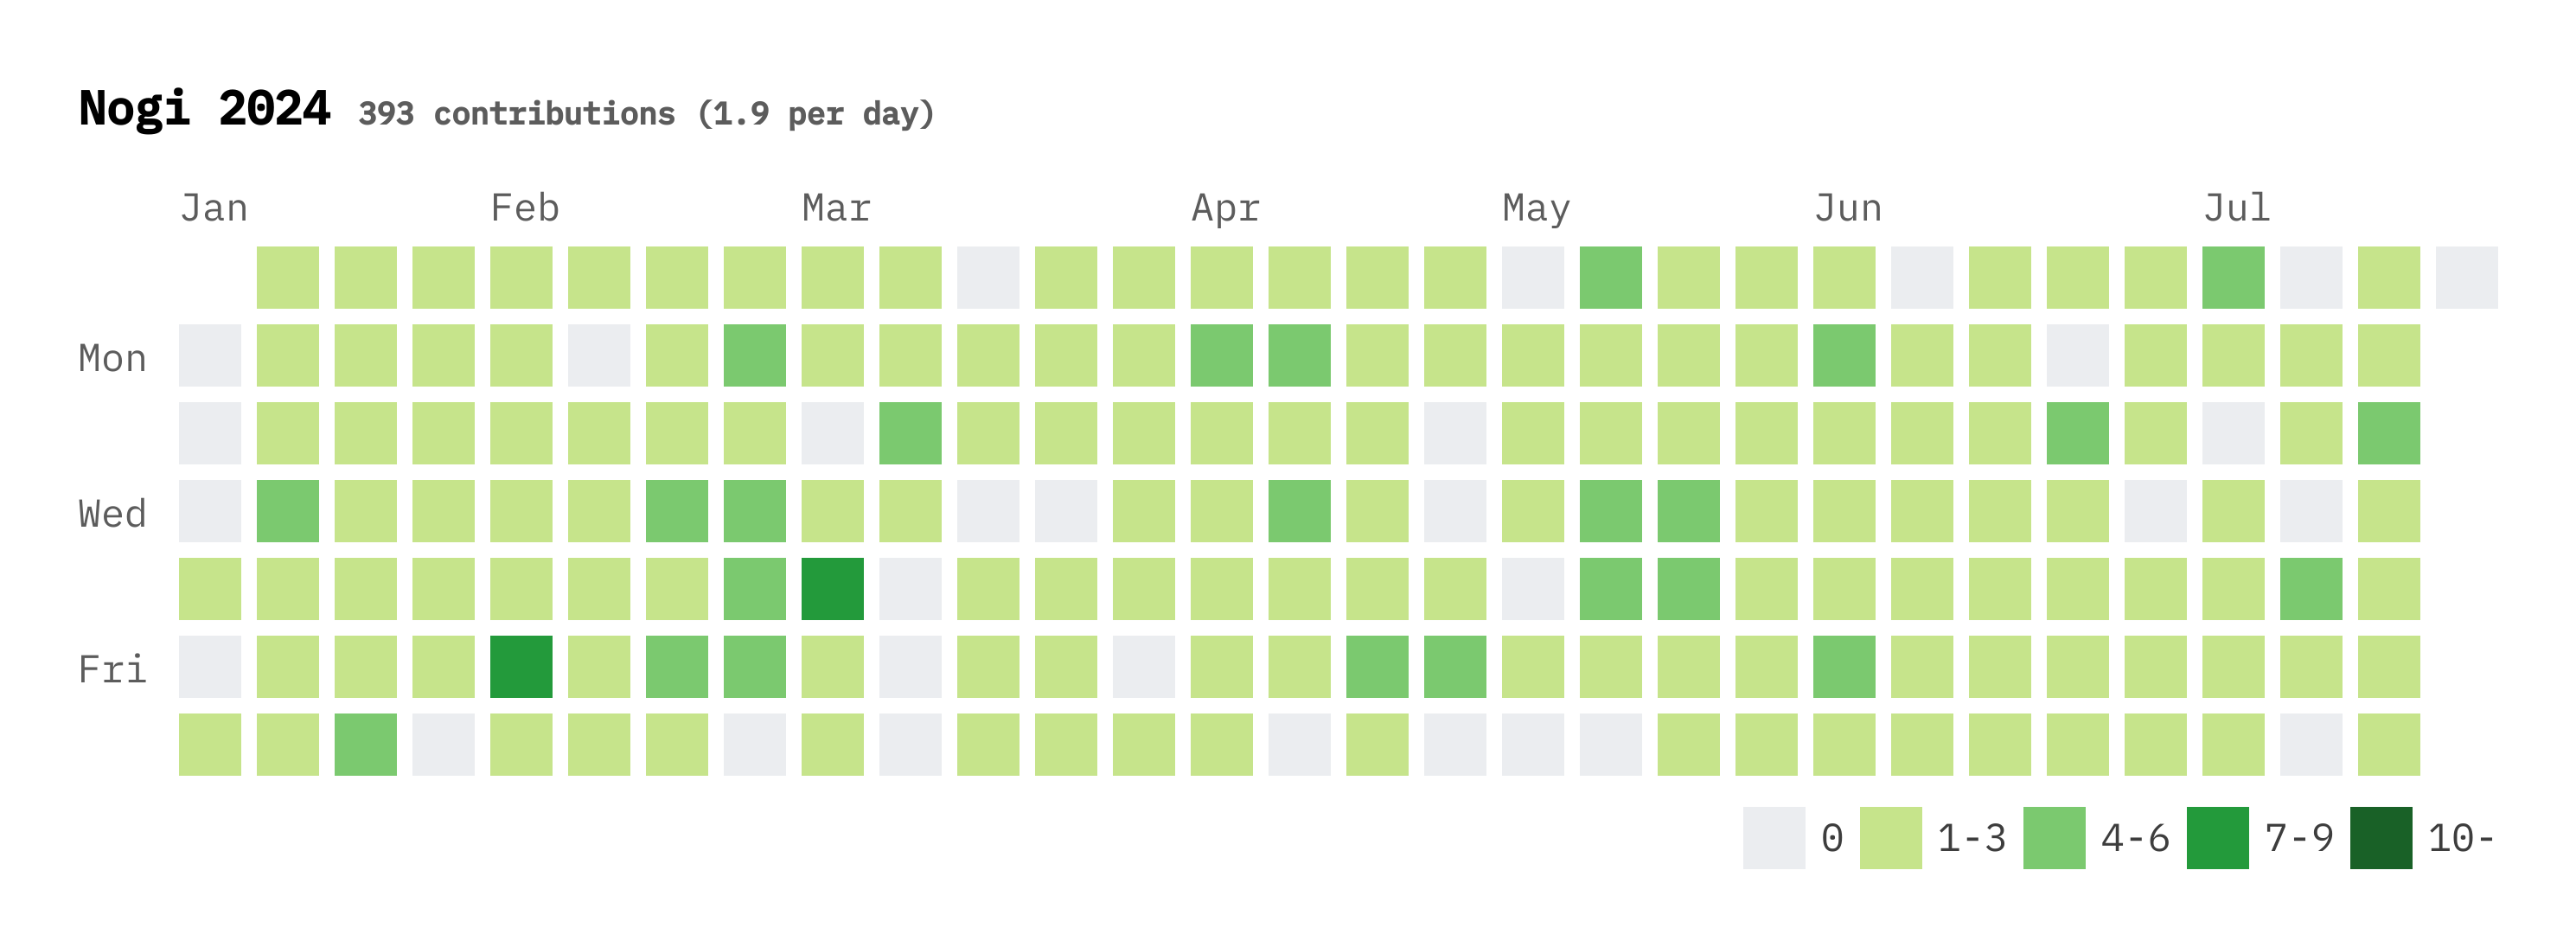 Nogi 2024 393 contributions (1.9 per day)
Jan Feb Mar Apr May Jun Jul
Mon
Wed
Fri
0 1-3 4-6 7-9 10-